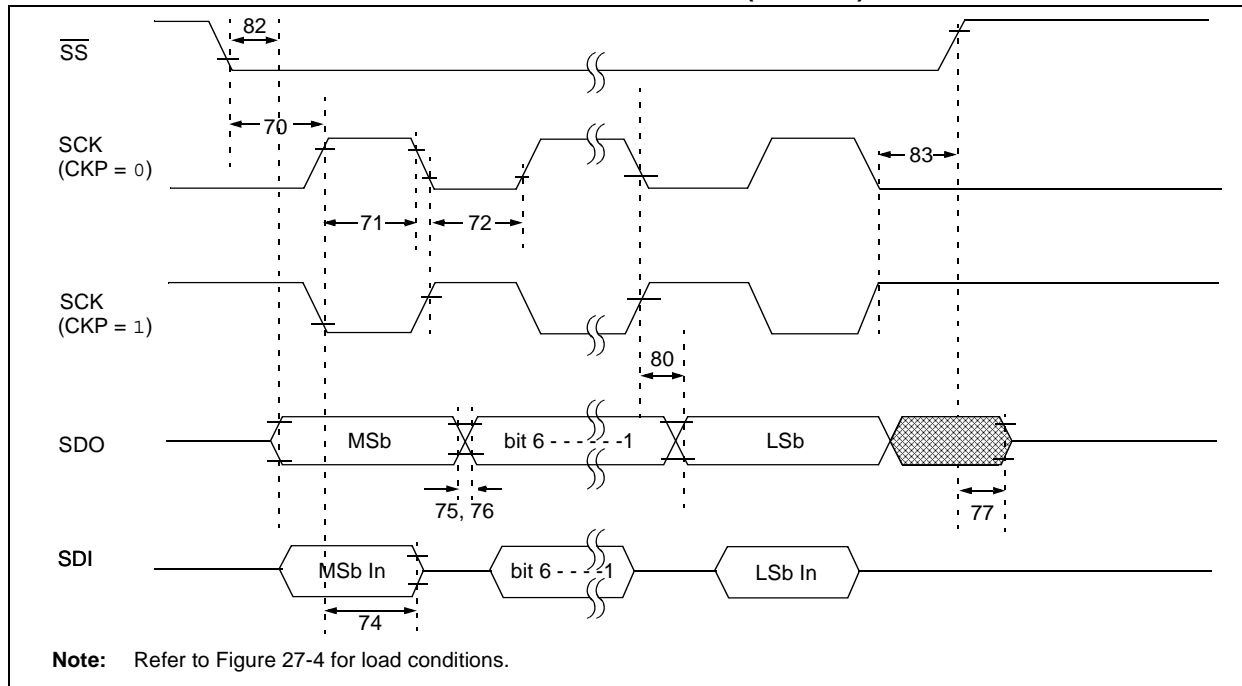 82
SS
70
SCK
(CKP = 0)
83
71
72
SCK
(CKP = 1)
80
SDO
MSb
bit 6 - - - - - -1
LSb
75, 76
77
SDI
MSb In
bit 6 - - - -1
LSb In
74
Note: Refer to Figure 27-4 for load conditions.